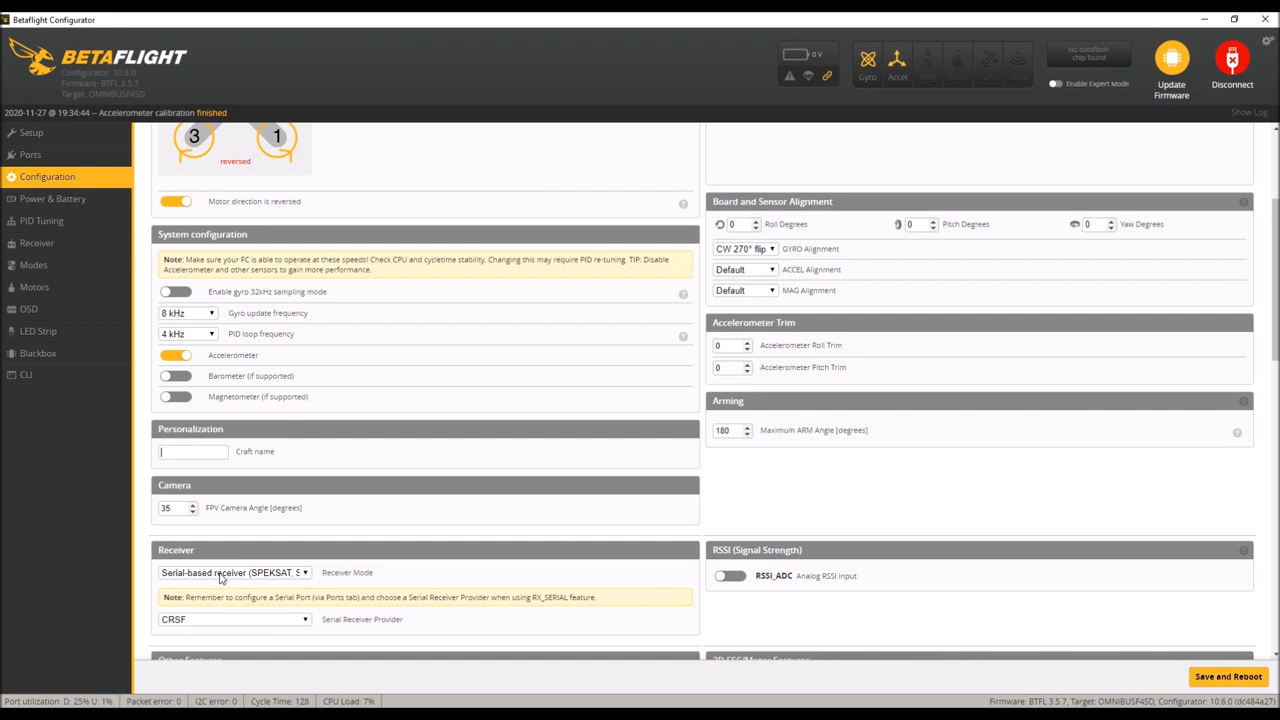 Betaflight Configurator
BETAFLIGHT
Configurator: 10.6.0
Firmware: BTFL 3.5.7
Target: OMNIBUSF4SD
0 V
Gyro
Accel
Mag
Baro
GPS
Sonar
No dataflash
chip found
Enable Expert Mode
Update
Firmware
Disconnect
2020-11-27 @ 19:34:44 -- Accelerometer calibration finished
Show Log
Setup
Ports
Configuration
Power & Battery
PID Tuning
Receiver
Modes
Motors
OSD
LED Strip
Blackbox
CLI
3
1
reversed
Motor direction is reversed
?
System configuration
Note: Make sure your FC is able to operate at these speeds! Check CPU and cycletime stability. Changing this may require PID re-tuning. TIP: Disable
Accelerometer and other sensors to gain more performance.
Enable gyro 32kHz sampling mode
?
8 kHz
Gyro update frequency
4 kHz
PID loop frequency
?
Accelerometer
Barometer (if supported)
Magnetometer (if supported)
Personalization
Craft name
Camera
35
FPV Camera Angle [degrees]
Receiver
Serial-based receiver (SPEKSAT, S
Receiver Mode
Note: Remember to configure a Serial Port (via Ports tab) and choose a Serial Receiver Provider when using RX_SERIAL feature.
CRSF
Serial Receiver Provider
Other Features
Board and Sensor Alignment
?
0
Roll Degrees
0
Pitch Degrees
0
Yaw Degrees
CW 270° flip
GYRO Alignment
Default
ACCEL Alignment
Default
MAG Alignment
Accelerometer Trim
0
Accelerometer Roll Trim
0
Accelerometer Pitch Trim
Arming
?
180
Maximum ARM Angle [degrees]
?
RSSI (Signal Strength)
?
RSSI_ADC Analog RSSI input
3D ESC/Motor Features
Save and Reboot
Port utilization: D: 25% U: 1%
Packet error: 0
I2C error: 0
Cycle Time: 128
CPU Load: 7%
Firmware: BTFL 3.5.7, Target: OMNIBUSF4SD, Configurator: 10.6.0 (dc484a27)